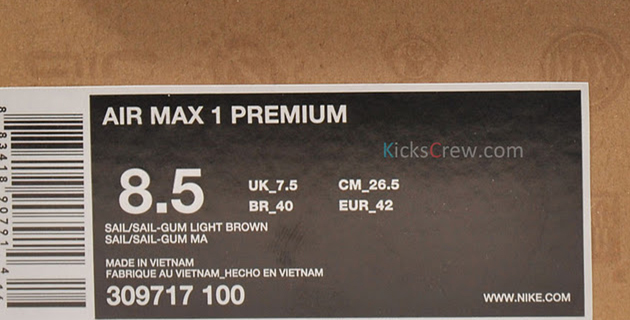 AIR MAX 1 PREMIUM
KicksCrew.com
8.5
UK_7.5 CM_26.5
BR_40 EUR_42
SAIL/SAIL-GUM LIGHT BROWN
SAIL/SAIL-GUM MA
MADE IN VIETNAM
FABRIQUE AU VIETNAM_HECHO EN VIETNAM
309717 100
WWW.NIKE.COM